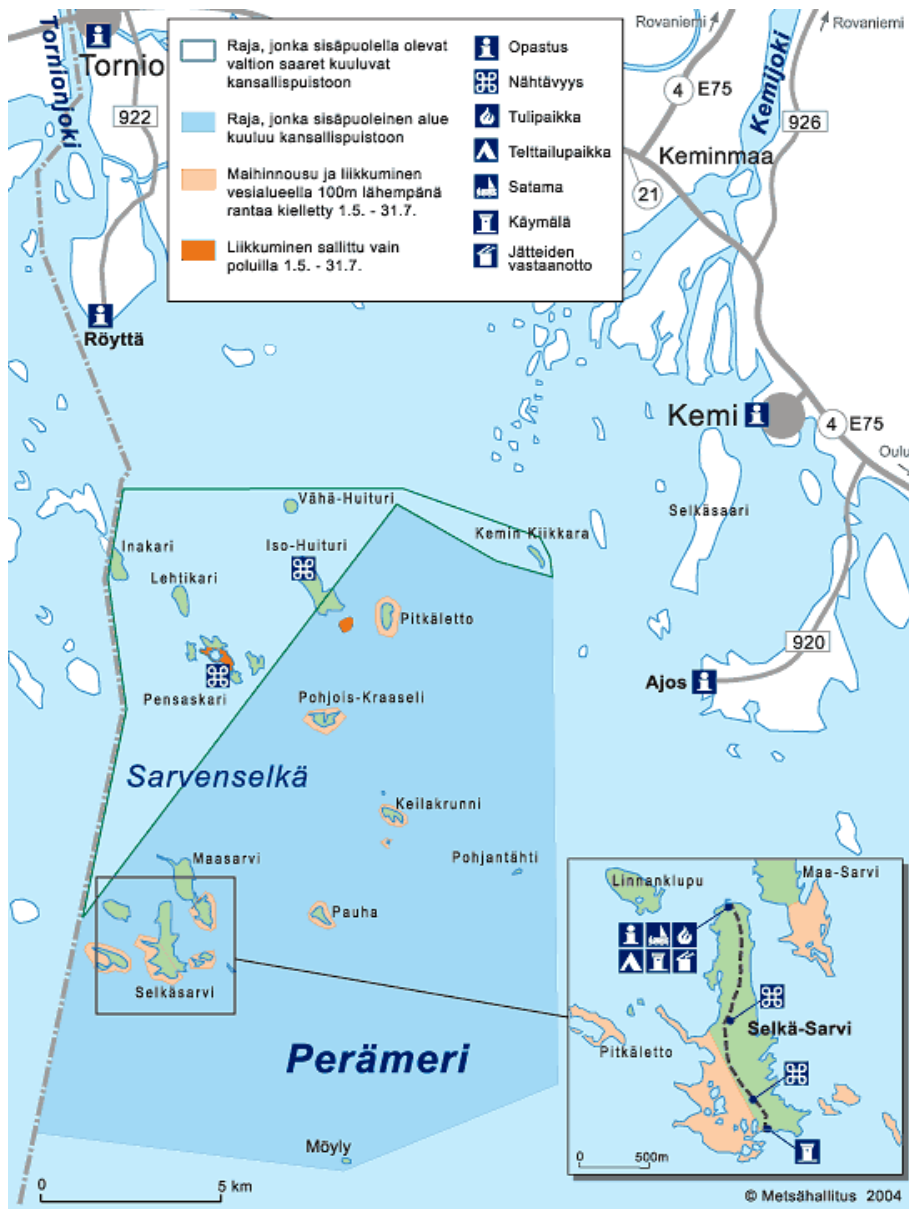 Rovaniemi
Rovaniemi
Tornionjoki
Tornio
922
Raja, jonka sisäpuolella olevat
valtion saaret kuuluvat
kansallispuistoon
Raja, jonka sisäpuoleinen alue
kuuluu kansallispuistoon
Maihinnousu ja liikkuminen
vesialueella 100m lähempänä
rantaa kielletty 1.5. - 31.7.
Liikkuminen sallittu vain
poluilla 1.5. - 31.7.
Opastus
Nähtävyys
Tulipaikka
Telttailupaikka
Satama
Käymälä
Jätteiden
vastaanotto
4 E75
Kemijoki
926
Keminmaa
21
Röyttä
Kemi
4 E75
Oulu
Selkäsaari
920
Ajos
Vähä-Huituri
Kemin Kiikkara
Inakari
Iso-Huituri
Lehtikari
Pitkäletto
Pensaskari
Pohjois-Kraaseli
Sarvenselkä
Keilakrunni
Maasarvi
Pohjantähti
Pauha
Selkäsarvi
Perämeri
Möyly
0 5 km
Linnanklupu
Maa-Sarvi
Selkä-Sarvi
Pitkäletto
0 500m
© Metsähallitus 2004